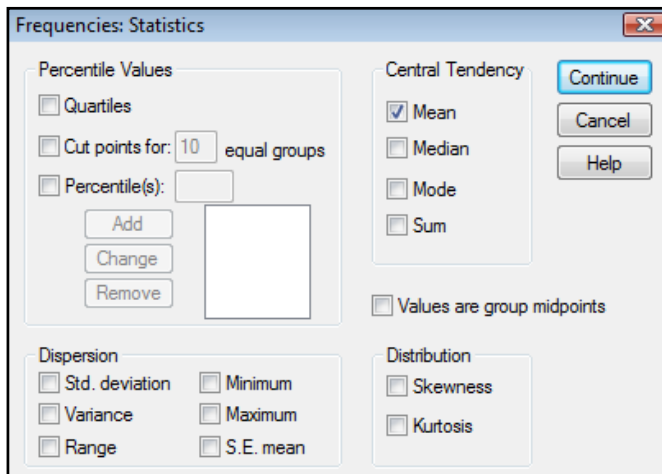 Frequencies: Statistics
Percentile Values
Quartiles
Cut points for: 10 equal groups
Percentile(s):
Add
Change
Remove
Central Tendency
Mean
Median
Mode
Sum
Continue
Cancel
Help
Values are group midpoints
Dispersion
Std. deviation Minimum
Variance Maximum
Range S.E. mean
Distribution
Skewness
Kurtosis